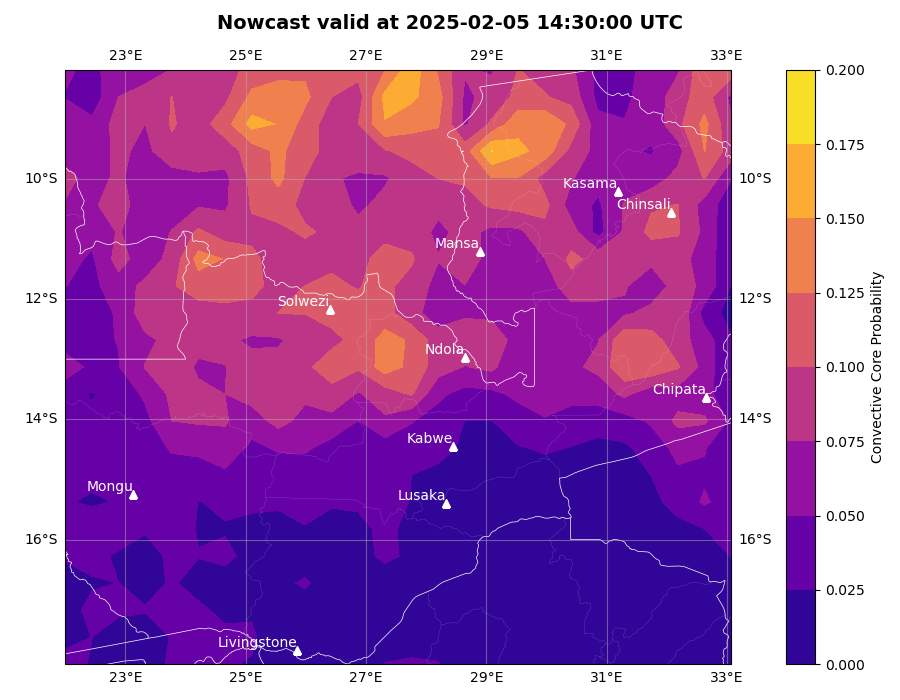 Nowcast valid at 2025-02-05 14:30:00 UTC
23°E 25°E 27°E 29°E 31°E 33°E
0.200
0.175
10°S 10°S
Kasama
Chinsali
0.150
Mansa
0.125
12°S 12°S
Solwezi
Ndola
0.100
Chipata
14°S 14°S
Kabwe
0.075
Mongu
Lusaka
0.050
16°S 16°S
0.025
Livingstone
0.000
23°E 25°E 27°E 29°E 31°E 33°E
Convective Core Probability